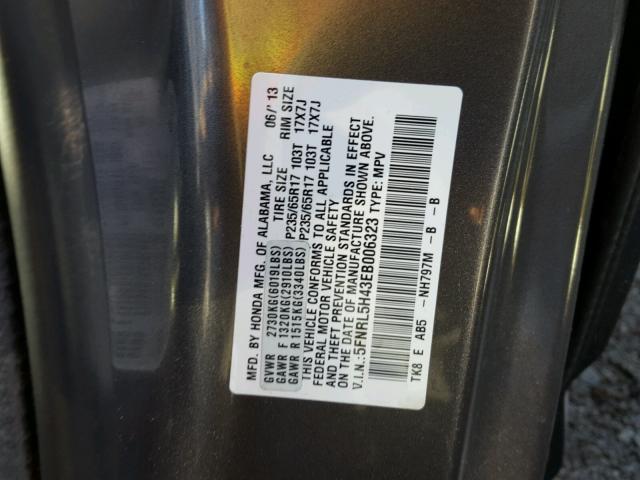 MFD. BY HONDA MFG. OF ALABAMA, LLC 06/'13
TIRE SIZE RIM SIZE
GVWR 2730KG(6019LBS)
GAWR F 1320KG(2910LBS) P235/65R17 103T 17X7J
GAWR R 1515KG(3340LBS) P235/65R17 103T 17X7J
THIS VEHICLE CONFORMS TO ALL APPLICABLE
FEDERAL MOTOR VEHICLE SAFETY
AND THEFT PREVENTION STANDARDS IN EFFECT
ON THE DATE OF MANUFACTURE SHOWN ABOVE.
V.I.N.:5FNRL5H43EB006323 TYPE: MPV
TK8 E AB5 -NH797M -B -B